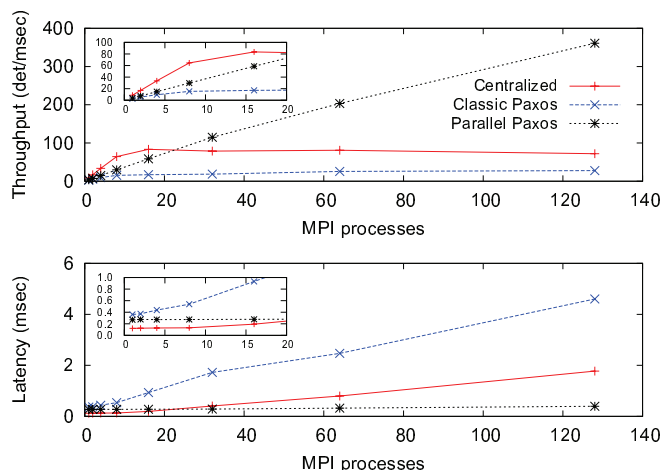 Throughput (det/msec)
400
300
200
100
0
100
80
60
40
20
0
0 5 10 15 20
Centralized
Classic Paxos
Parallel Paxos
0 20 40 60 80 100 120 140
MPI processes
Latency (msec)
6
4
2
0
1.0
0.8
0.6
0.4
0.2
0.0
0 5 10 15 20
0 20 40 60 80 100 120 140
MPI processes